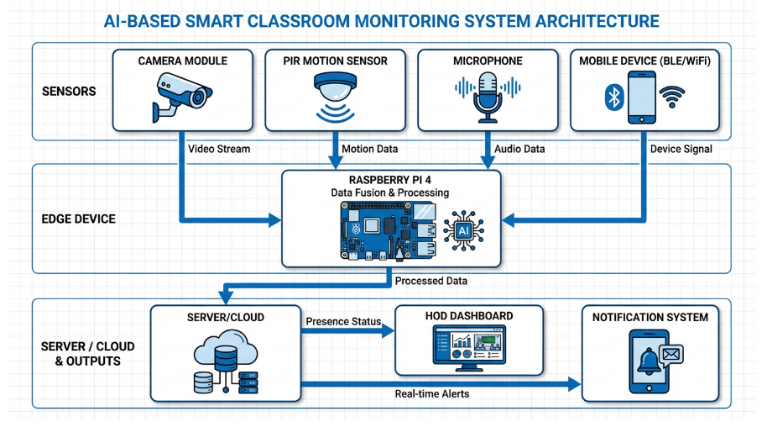 AI-BASED SMART CLASSROOM MONITORING SYSTEM ARCHITECTURE
SENSORS
CAMERA MODULE
PIR MOTION SENSOR
MICROPHONE
MOBILE DEVICE (BLE/WiFi)
Video Stream
Motion Data
Audio Data
Device Signal
EDGE DEVICE
RASPBERRY PI 4
Data Fusion & Processing
AI
Processed Data
SERVER / CLOUD
& OUTPUTS
SERVER/CLOUD
Presence Status
HOD DASHBOARD
NOTIFICATION SYSTEM
Real-time Alerts